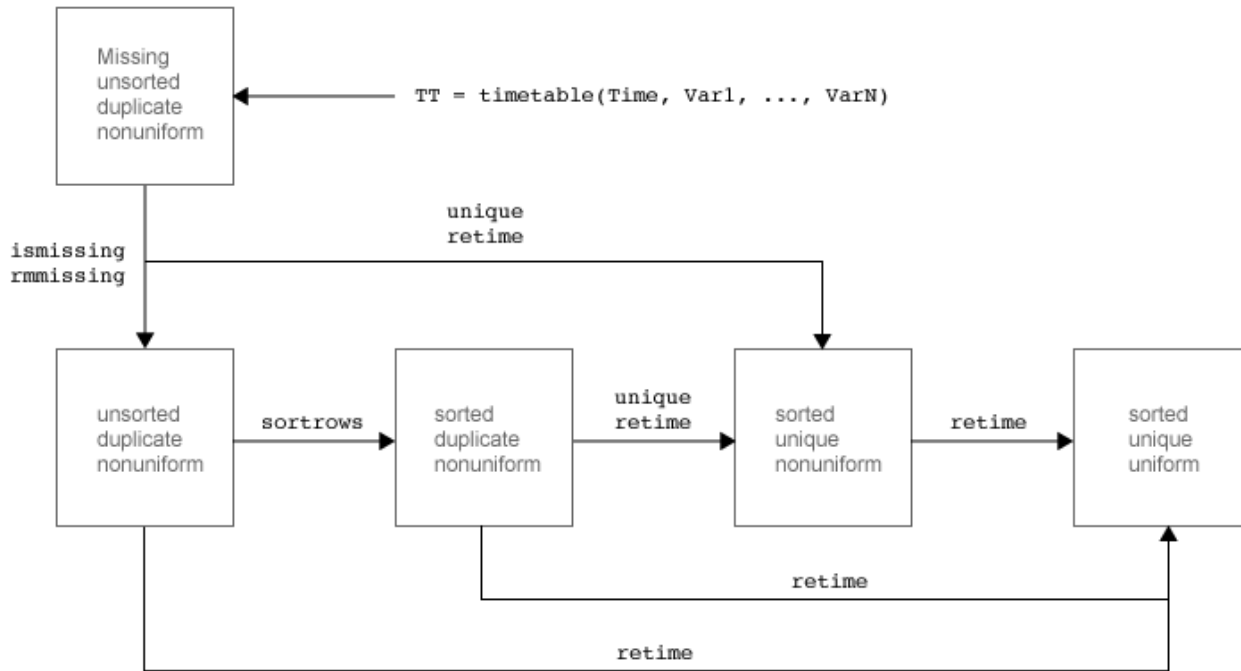 Missing
unsorted
duplicate
nonuniform
TT = timetable(Time, Var1, ..., VarN)
unique
retime
ismissing
rmmissing
unsorted
duplicate
nonuniform
sortrows
sorted
duplicate
nonuniform
unique
retime
sorted
unique
nonuniform
retime
sorted
unique
uniform
retime
retime